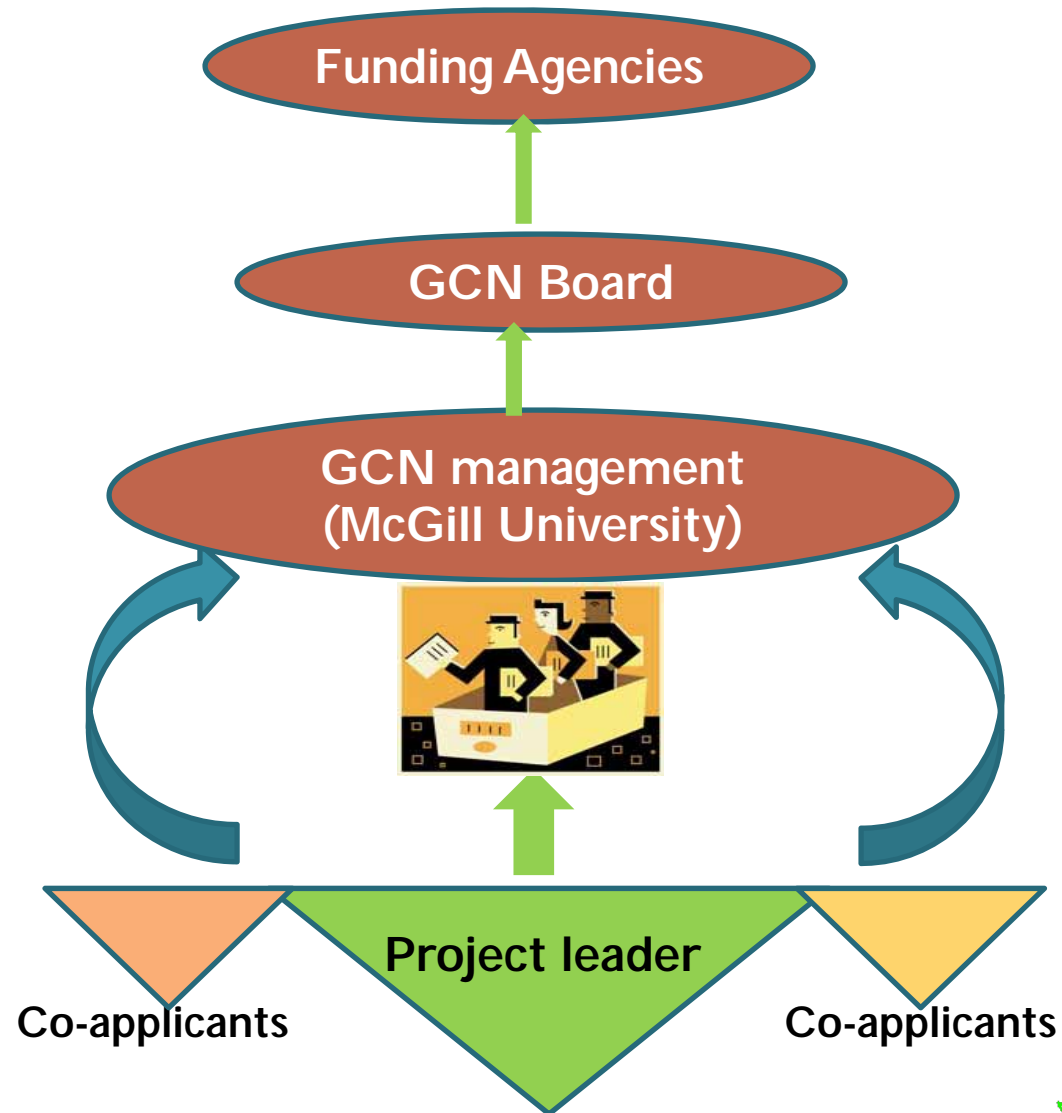 Funding Agencies
GCN Board
GCN management
(McGill University)
Project leader
Co-applicants
Co-applicants